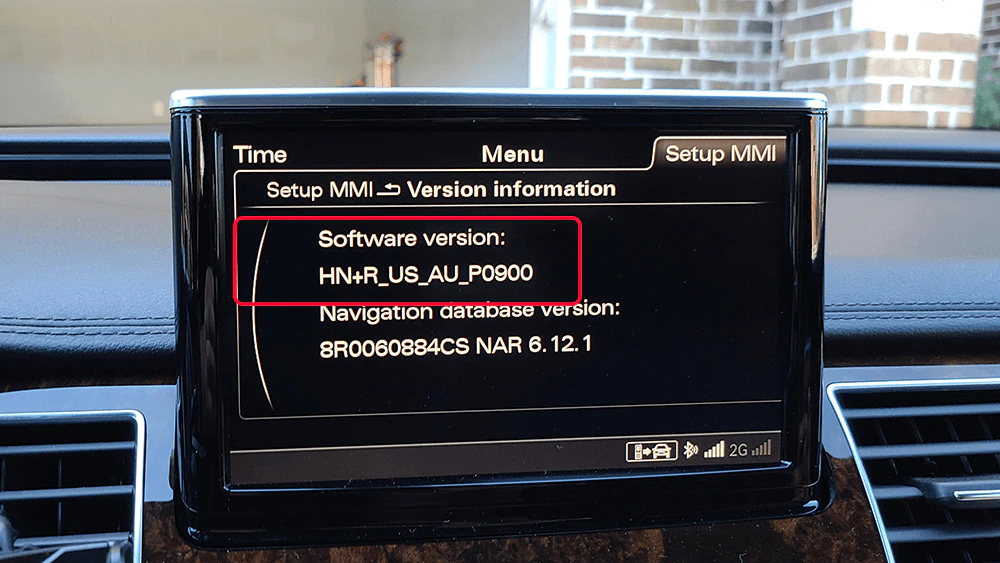 Time Menu Setup MMI
Setup MMI Version information
Software version:
HN+R_US_AU_P0900
Navigation database version:
8R0060884CS NAR 6.12.1
2G